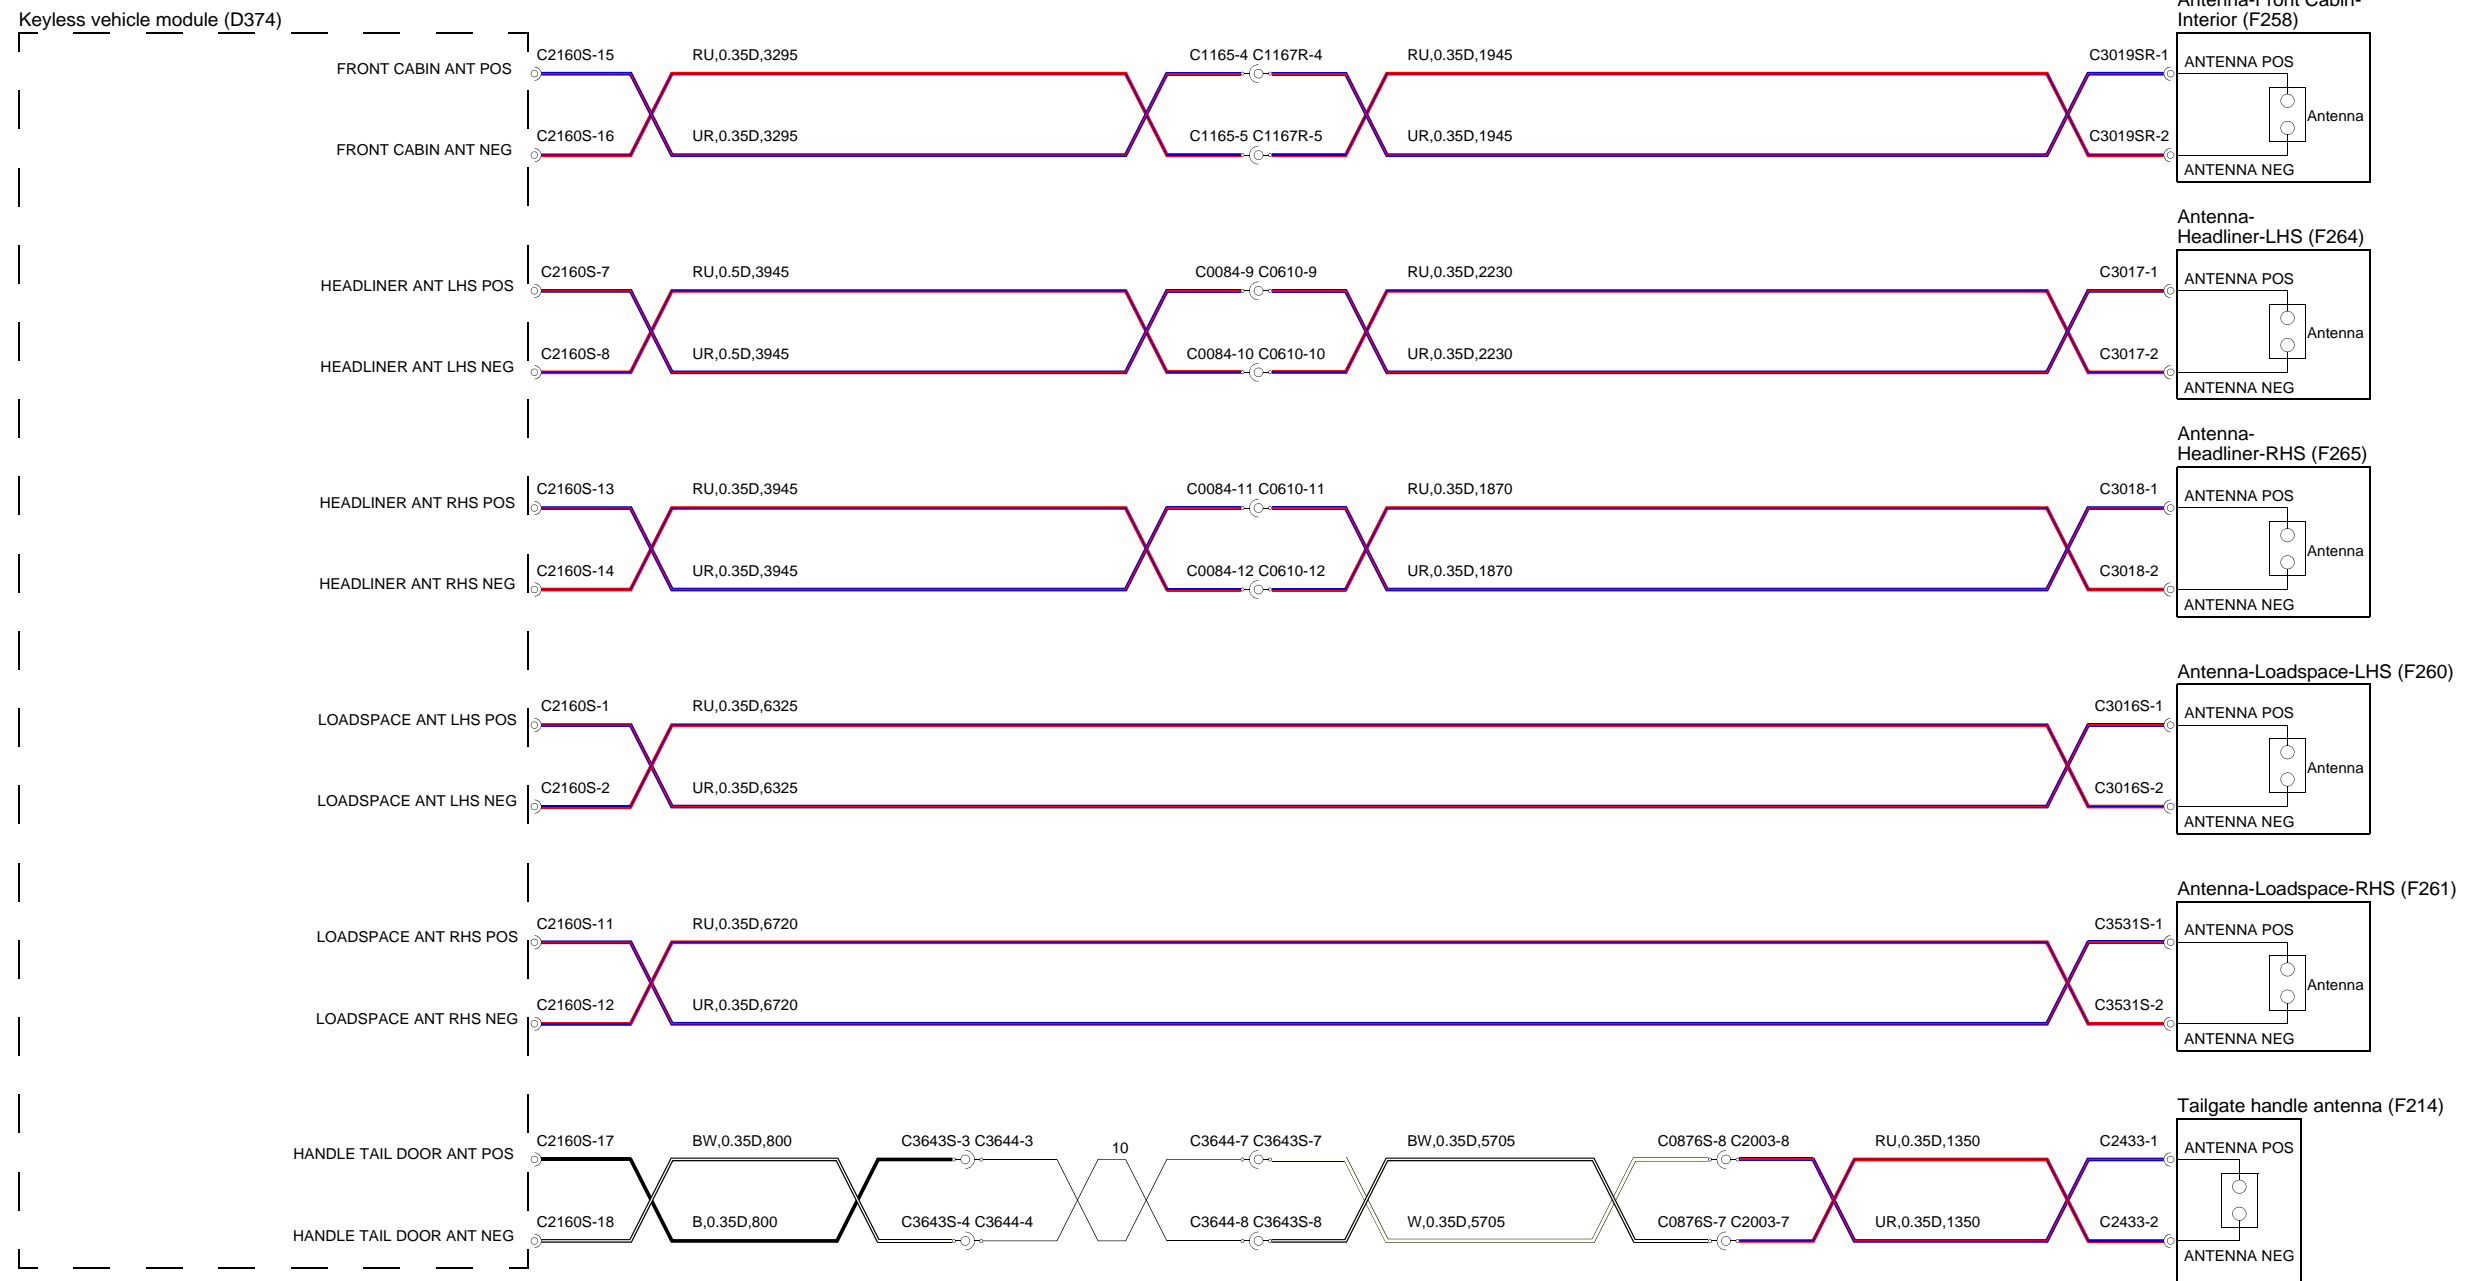 Keyless vehicle module (D374)
Antenna-Front Cabin-
Interior (F258)
FRONT CABIN ANT POS
C2160S-15
RU,0.35D,3295
C1165-4 C1167R-4
RU,0.35D,1945
C3019SR-1
ANTENNA POS
Antenna
FRONT CABIN ANT NEG
C2160S-16
UR,0.35D,3295
C1165-5 C1167R-5
UR,0.35D,1945
C3019SR-2
ANTENNA NEG
Antenna-
Headliner-LHS (F264)
HEADLINER ANT LHS POS
C2160S-7
RU,0.5D,3945
C0084-9 C0610-9
RU,0.35D,2230
C3017-1
ANTENNA POS
Antenna
HEADLINER ANT LHS NEG
C2160S-8
UR,0.5D,3945
C0084-10 C0610-10
UR,0.35D,2230
C3017-2
ANTENNA NEG
Antenna-
Headliner-RHS (F265)
HEADLINER ANT RHS POS
C2160S-13
RU,0.35D,3945
C0084-11 C0610-11
RU,0.35D,1870
C3018-1
ANTENNA POS
Antenna
HEADLINER ANT RHS NEG
C2160S-14
UR,0.35D,3945
C0084-12 C0610-12
UR,0.35D,1870
C3018-2
ANTENNA NEG
Antenna-Loadspace-LHS (F260)
LOADSPACE ANT LHS POS
C2160S-1
RU,0.35D,6325
C3016S-1
ANTENNA POS
Antenna
LOADSPACE ANT LHS NEG
C2160S-2
UR,0.35D,6325
C3016S-2
ANTENNA NEG
Antenna-Loadspace-RHS (F261)
LOADSPACE ANT RHS POS
C2160S-11
RU,0.35D,6720
C3531S-1
ANTENNA POS
Antenna
LOADSPACE ANT RHS NEG
C2160S-12
UR,0.35D,6720
C3531S-2
ANTENNA NEG
Tailgate handle antenna (F214)
HANDLE TAIL DOOR ANT POS
C2160S-17
BW,0.35D,800
C3643S-3 C3644-3
10
C3644-7 C3643S-7
BW,0.35D,5705
C0876S-8 C2003-8
RU,0.35D,1350
C2433-1
ANTENNA POS
HANDLE TAIL DOOR ANT NEG
C2160S-18
B,0.35D,800
C3643S-4 C3644-4
C3644-8 C3643S-8
W,0.35D,5705
C0876S-7 C2003-7
UR,0.35D,1350
C2433-2
ANTENNA NEG